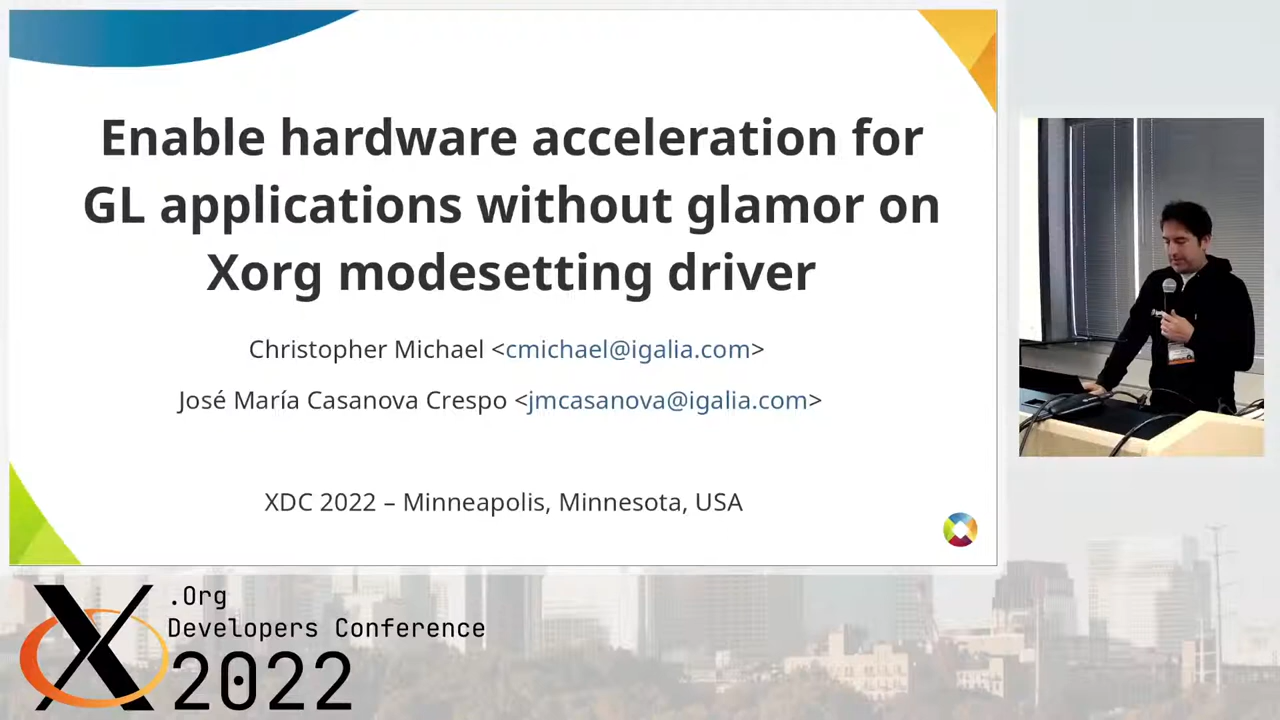 Enable hardware acceleration for
GL applications without glamor on
Xorg modesetting driver
Christopher Michael <cmichael@igalia.com>
José María Casanova Crespo <jmcasanova@igalia.com>
XDC 2022 – Minneapolis, Minnesota, USA
X.Org
Developers Conference
2022